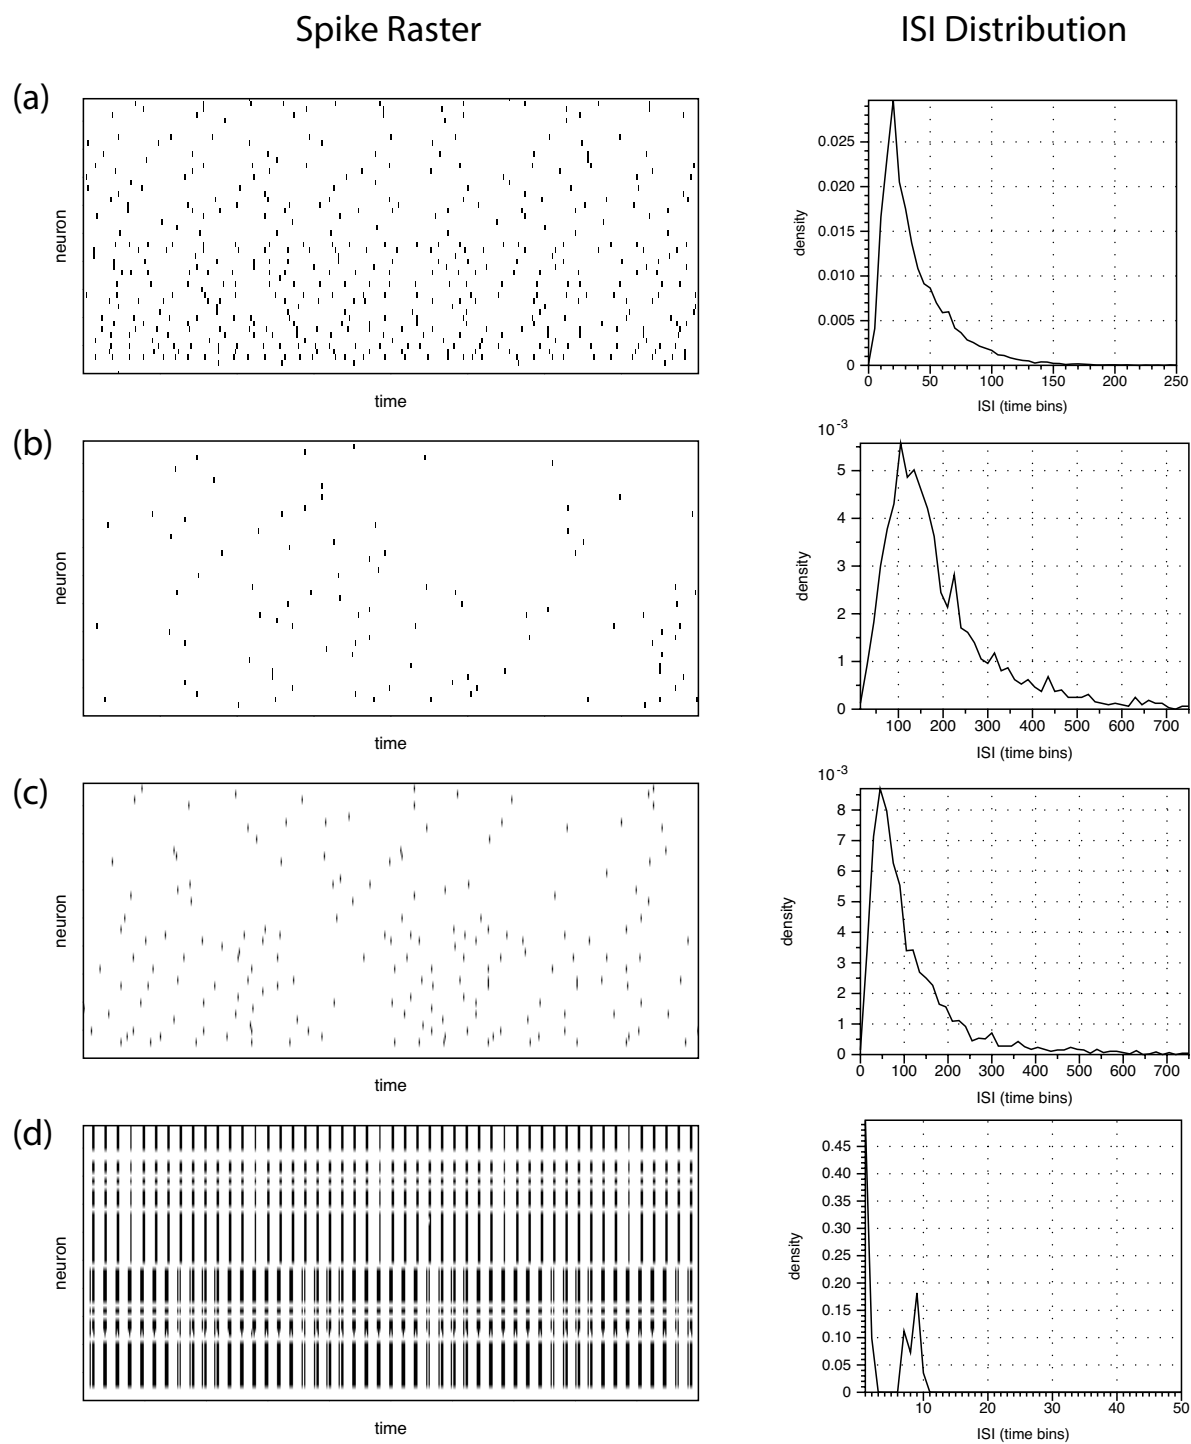 Spike Raster
ISI Distribution
(a)
neuron
time
density
0.025
0.020
0.015
0.010
0.005
0
0 50 100 150 200 250
ISI (time bins)
(b)
neuron
time
10-3
density
5
4
3
2
1
0
100 200 300 400 500 600 700
ISI (time bins)
(c)
neuron
time
10-3
density
8
7
6
5
4
3
2
1
0
0 100 200 300 400 500 600 700
ISI (time bins)
(d)
neuron
time
density
0.45
0.40
0.35
0.30
0.25
0.20
0.15
0.10
0.05
0
10 20 30 40 50
ISI (time bins)